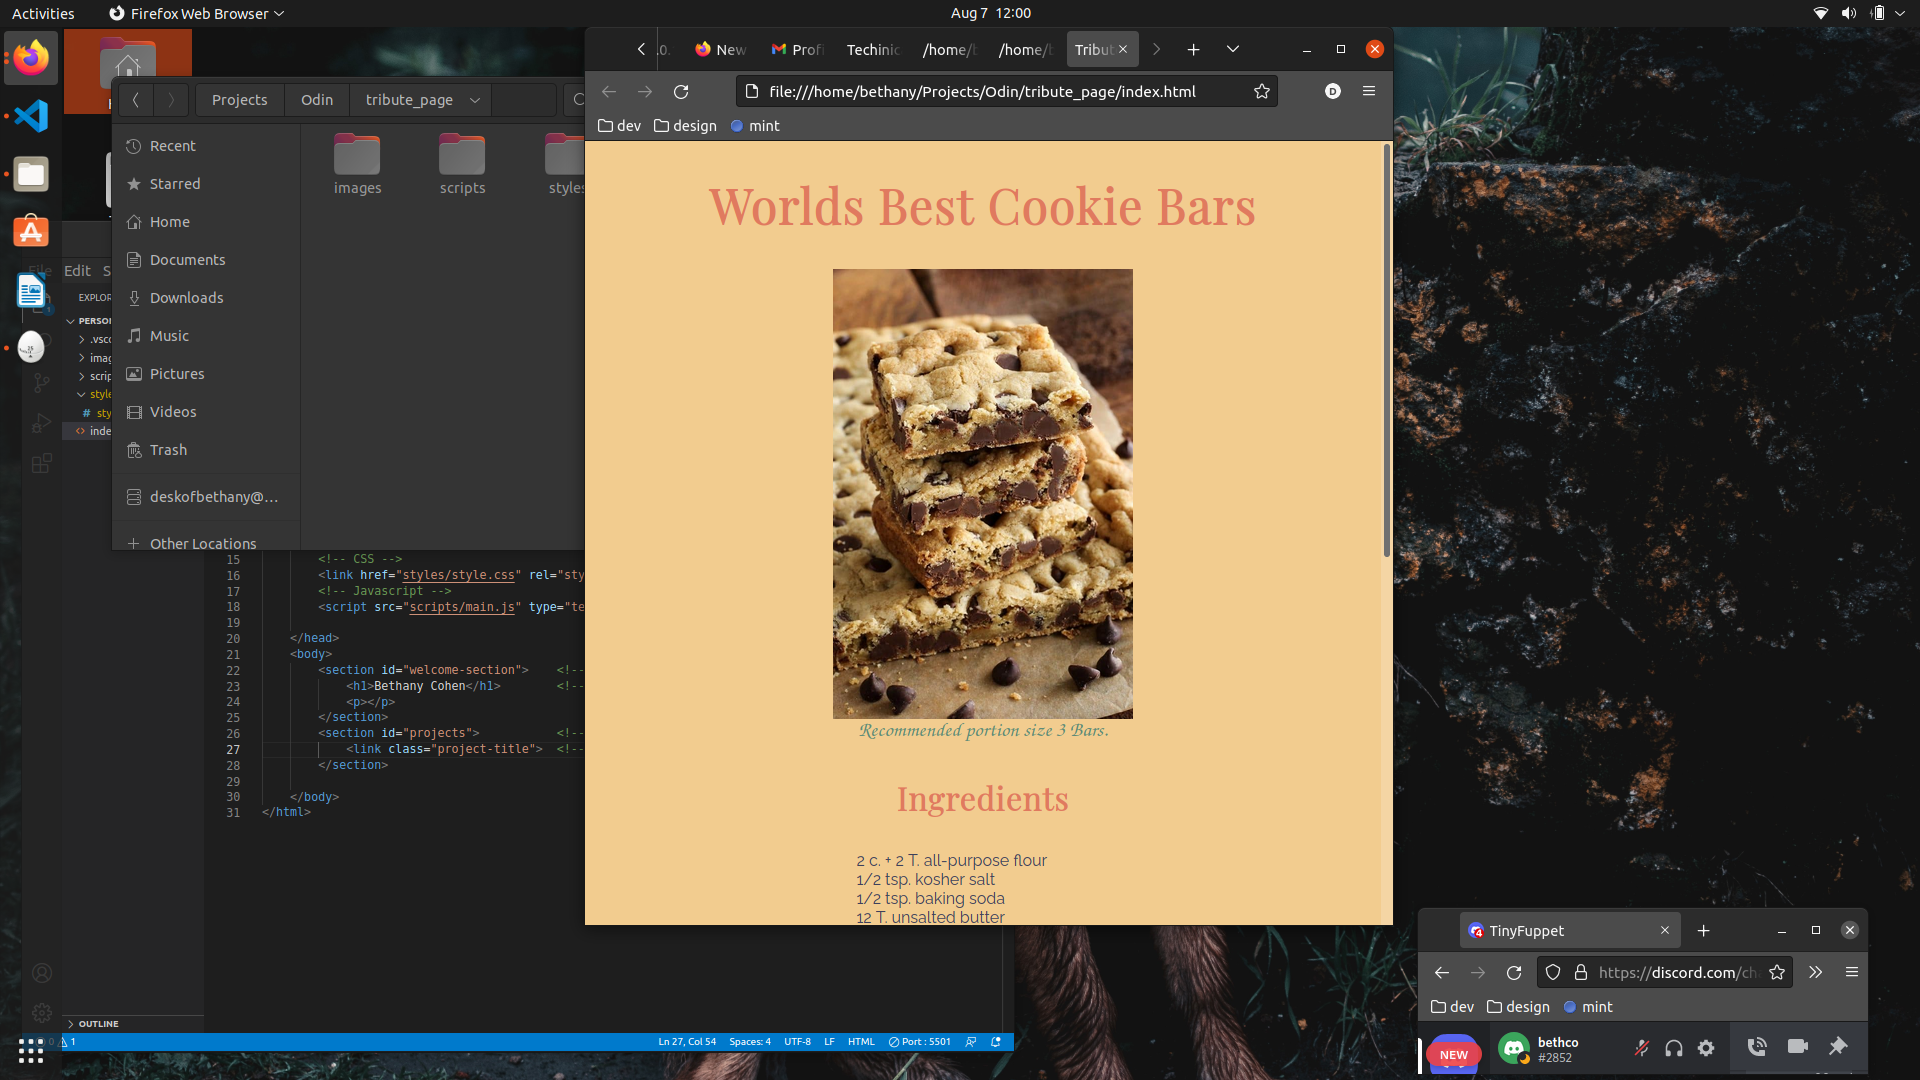 Activities
Firefox Web Browser
Aug 7 12:00
New
Profi
Techinic
/home/b
/home/b
Tribut
file:///home/bethany/Projects/Odin/tribute_page/index.html
dev
design
mint
Projects
Odin
tribute_page
Recent
Starred
Home
Documents
Downloads
Music
Pictures
Videos
Trash
deskofbethany@...
Other Locations
images
scripts
styles
Worlds Best Cookie Bars
Recommended portion size 3 Bars.
Ingredients
2 c. + 2 T. all-purpose flour
1/2 tsp. kosher salt
1/2 tsp. baking soda
12 T. unsalted butter
File Edit S
EXPLOR
PERSO
.vsco
imag
scrip
style
# sty
<> inde
15 <!-- CSS -->
16 <link href="styles/style.css" rel="sty
17 <!-- Javascript -->
18 <script src="scripts/main.js" type="te
19
20 </head>
21 <body>
22 <section id="welcome-section"> <!--
23 <h1>Bethany Cohen</h1> <!--
24 <p></p>
25 </section>
26 <section id="projects"> <!--
27 <link class="project-title"> <!--
28 </section>
29
30 </body>
31 </html>
OUTLINE
0 1
Ln 27, Col 54 Spaces: 4 UTF-8 LF HTML Port : 5501
TinyFuppet
https://discord.com/cha
dev
design
mint
NEW
bethco
#2852